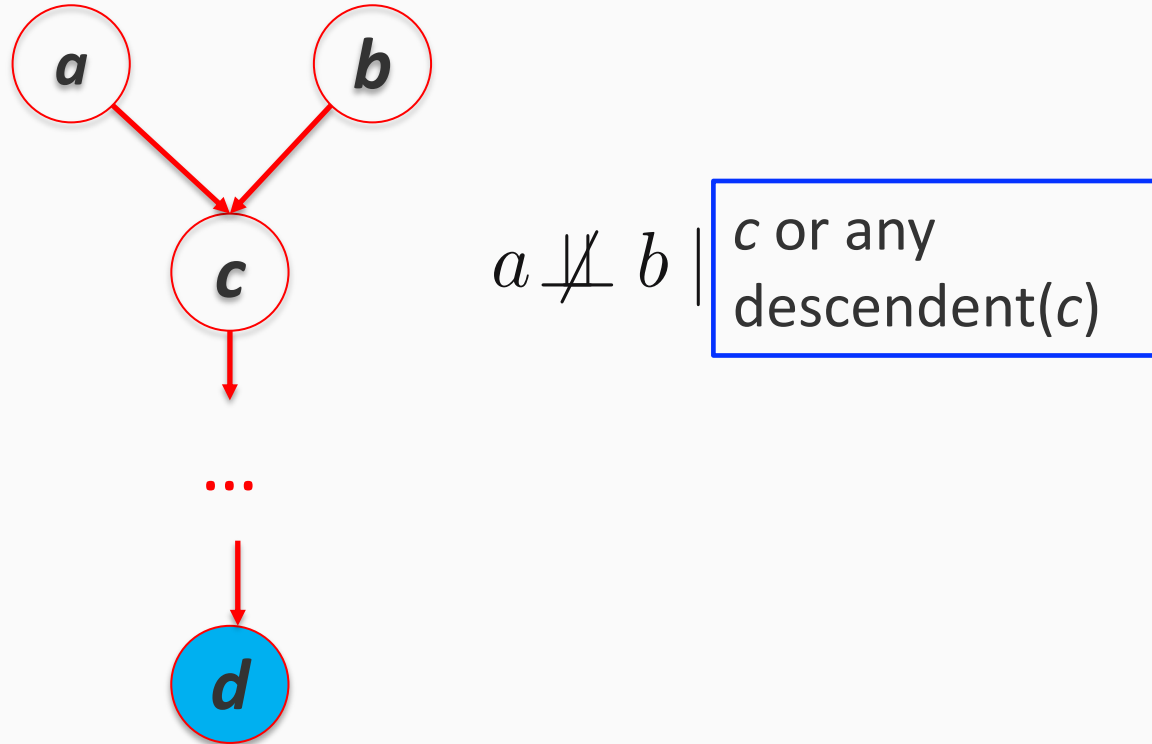 a
b
c
a ⫫̸ b |
c or any
descendent(c)
...
d